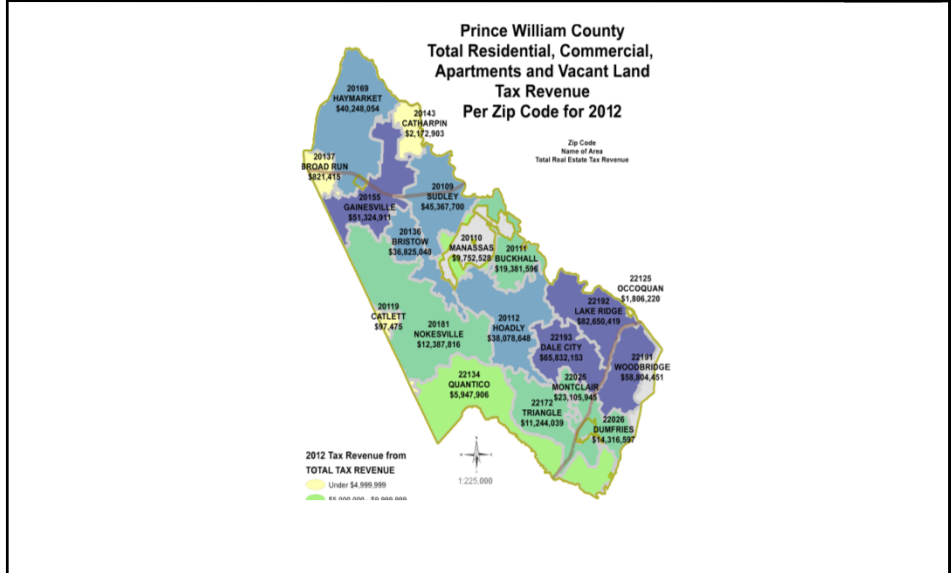 Prince William County
Total Residential, Commercial,
Apartments and Vacant Land
Tax Revenue
Per Zip Code for 2012
Zip Code
Name of Area
Total Real Estate Tax Revenue
20169
HAYMARKET
$40,248,054
20143
CATHARPIN
$2,172,903
20137
BROAD RUN
$821,415
20155
GAINESVILLE
$51,324,911
20109
SUDLEY
$45,367,700
20136
BRISTOW
$36,825,048
20110
MANASSAS
$9,752,528
20111
BUCKHALL
$19,381,596
22125
OCCOQUAN
$1,806,220
22192
LAKE RIDGE
$82,650,419
20119
CATLETT
$97,475
20181
NOKESVILLE
$12,387,816
20112
HOADLY
$38,078,648
22193
DALE CITY
$65,832,153
22191
WOODBRIDGE
$58,804,451
22134
QUANTICO
$5,947,906
22025
MONTCLAIR
$23,105,945
22172
TRIANGLE
$11,244,039
22026
DUMFRIES
$14,316,597
2012 Tax Revenue from
TOTAL TAX REVENUE
Under $4,999,999
$5,000,000 - $9,999,999
1:225,000